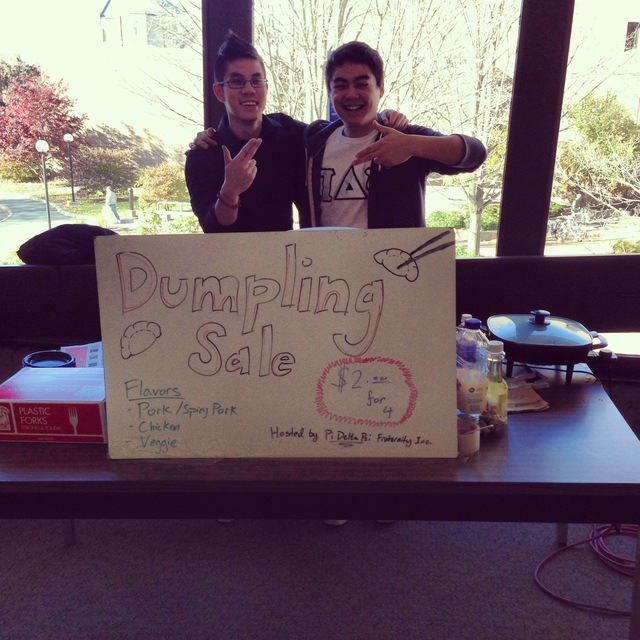 ΠΔΨ
Dumpling
Sale
$2.00
for
4
Flavors
- Pork/Spicy Pork
- Chicken
- Veggie
Hosted by Pi Delta Psi Fraternity Inc.
PLASTIC
FORKS